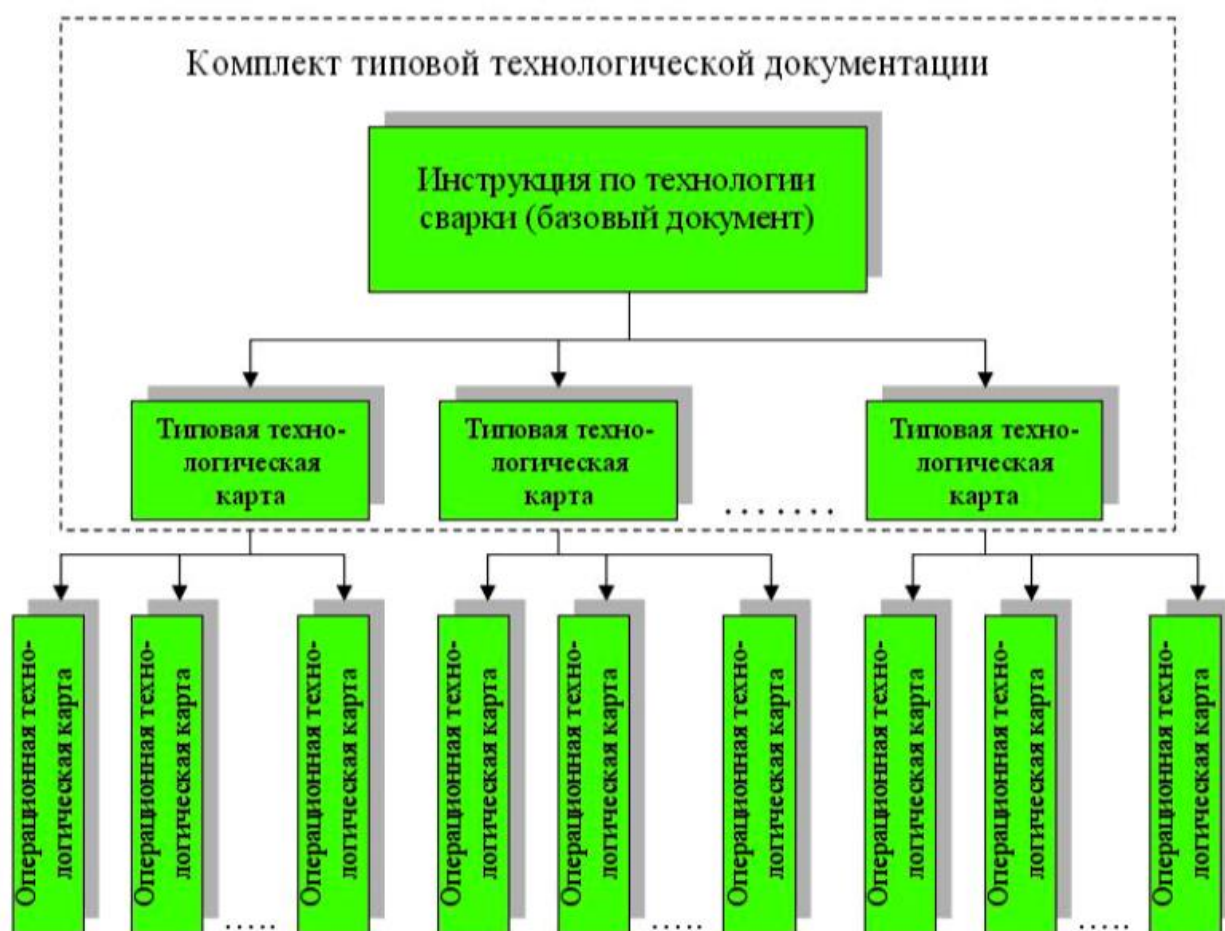 Комплект типовой технологической документации
Инструкция по технологии
сварки (базовый документ)
Типовая техно-
логическая
карта
Типовая техно-
логическая
карта
.......
Типовая техно-
логическая
карта
Операционная техно-
логическая карта
Операционная техно-
логическая карта
.....
Операционная техно-
логическая карта
Операционная техно-
логическая карта
Операционная техно-
логическая карта
.....
Операционная техно-
логическая карта
Операционная техно-
логическая карта
Операционная техно-
логическая карта
.....
Операционная техно-
логическая карта